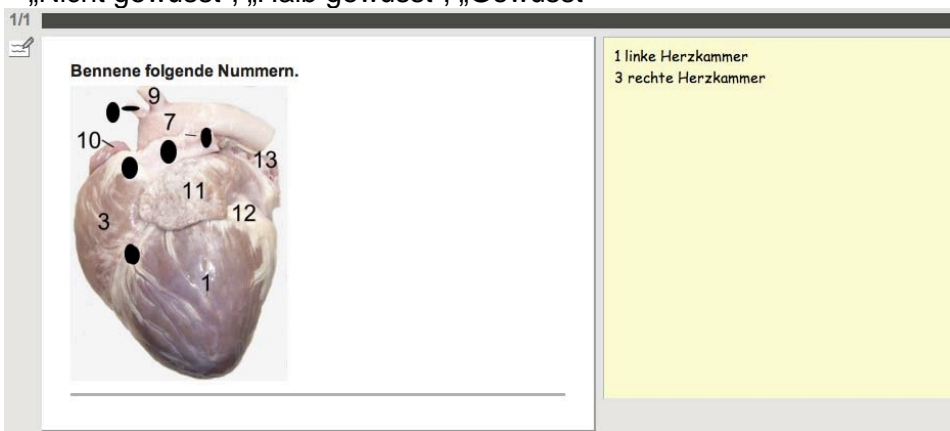 „Nicht gewusst", „Halb gewusst", „Gewusst"
1/1
Bennene folgende Nummern.
9
7
10
13
11
3
12
1
1 linke Herzkammer
3 rechte Herzkammer